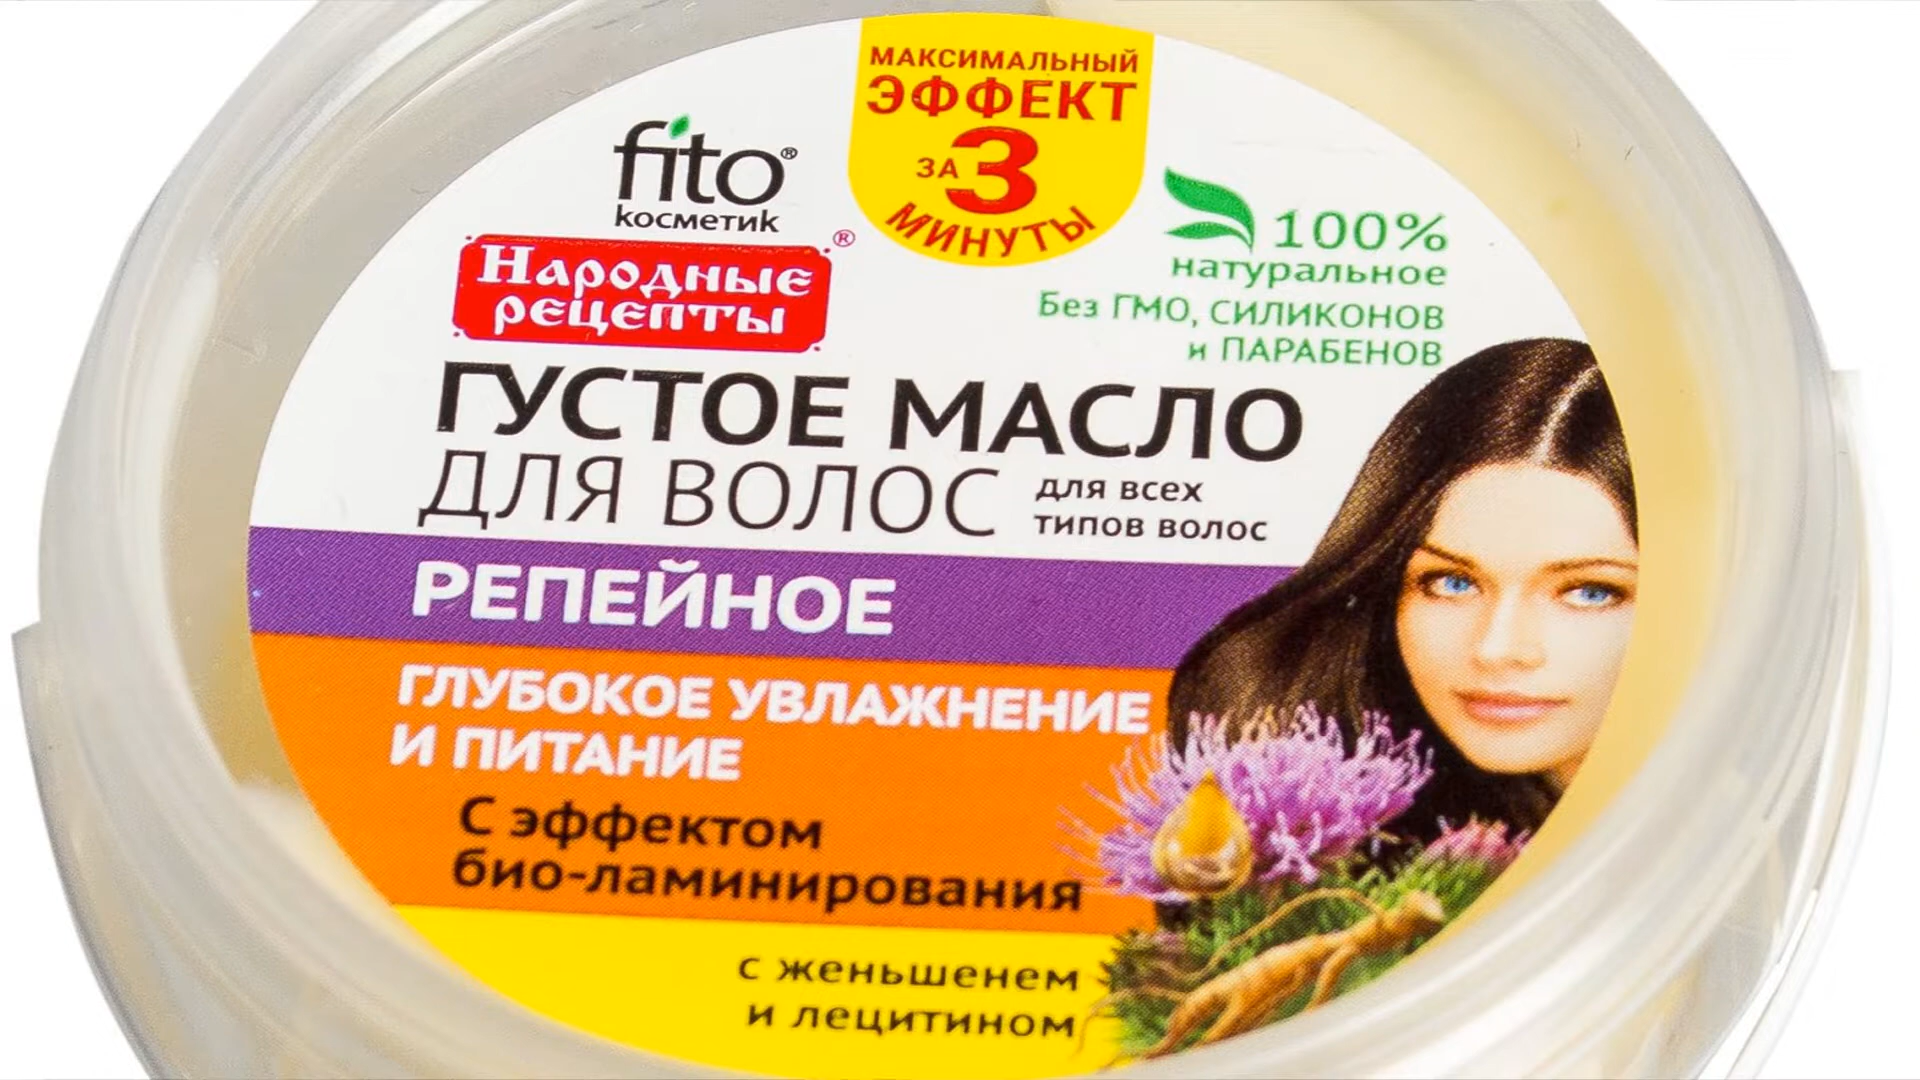 МАКСИМАЛЬНЫЙ
ЭФФЕКТ
ЗА 3
МИНУТЫ
fito®
косметик
Народные®
рецепты
100%
натуральное
Без ГМО, СИЛИКОНОВ
и ПАРАБЕНОВ
ГУСТОЕ МАСЛО
ДЛЯ ВОЛОС
для всех
типов волос
РЕПЕЙНОЕ
ГЛУБОКОЕ УВЛАЖНЕНИЕ
И ПИТАНИЕ
С эффектом
био-ламинирования
с женьшенем
и лецитином